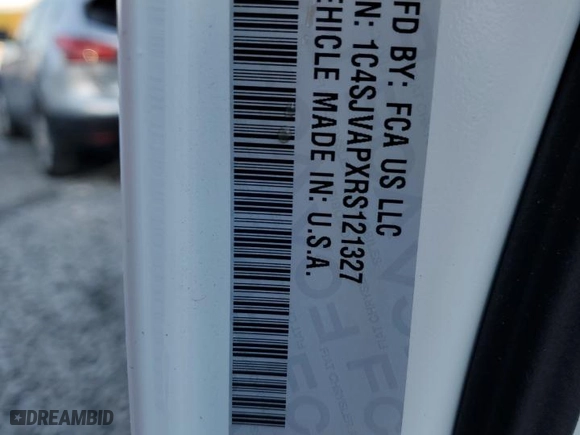 FD BY: FCA US LLC
N: 1C4SJVAPXRS121327
EHICLE MADE IN: U.S.A.
DREAMBID